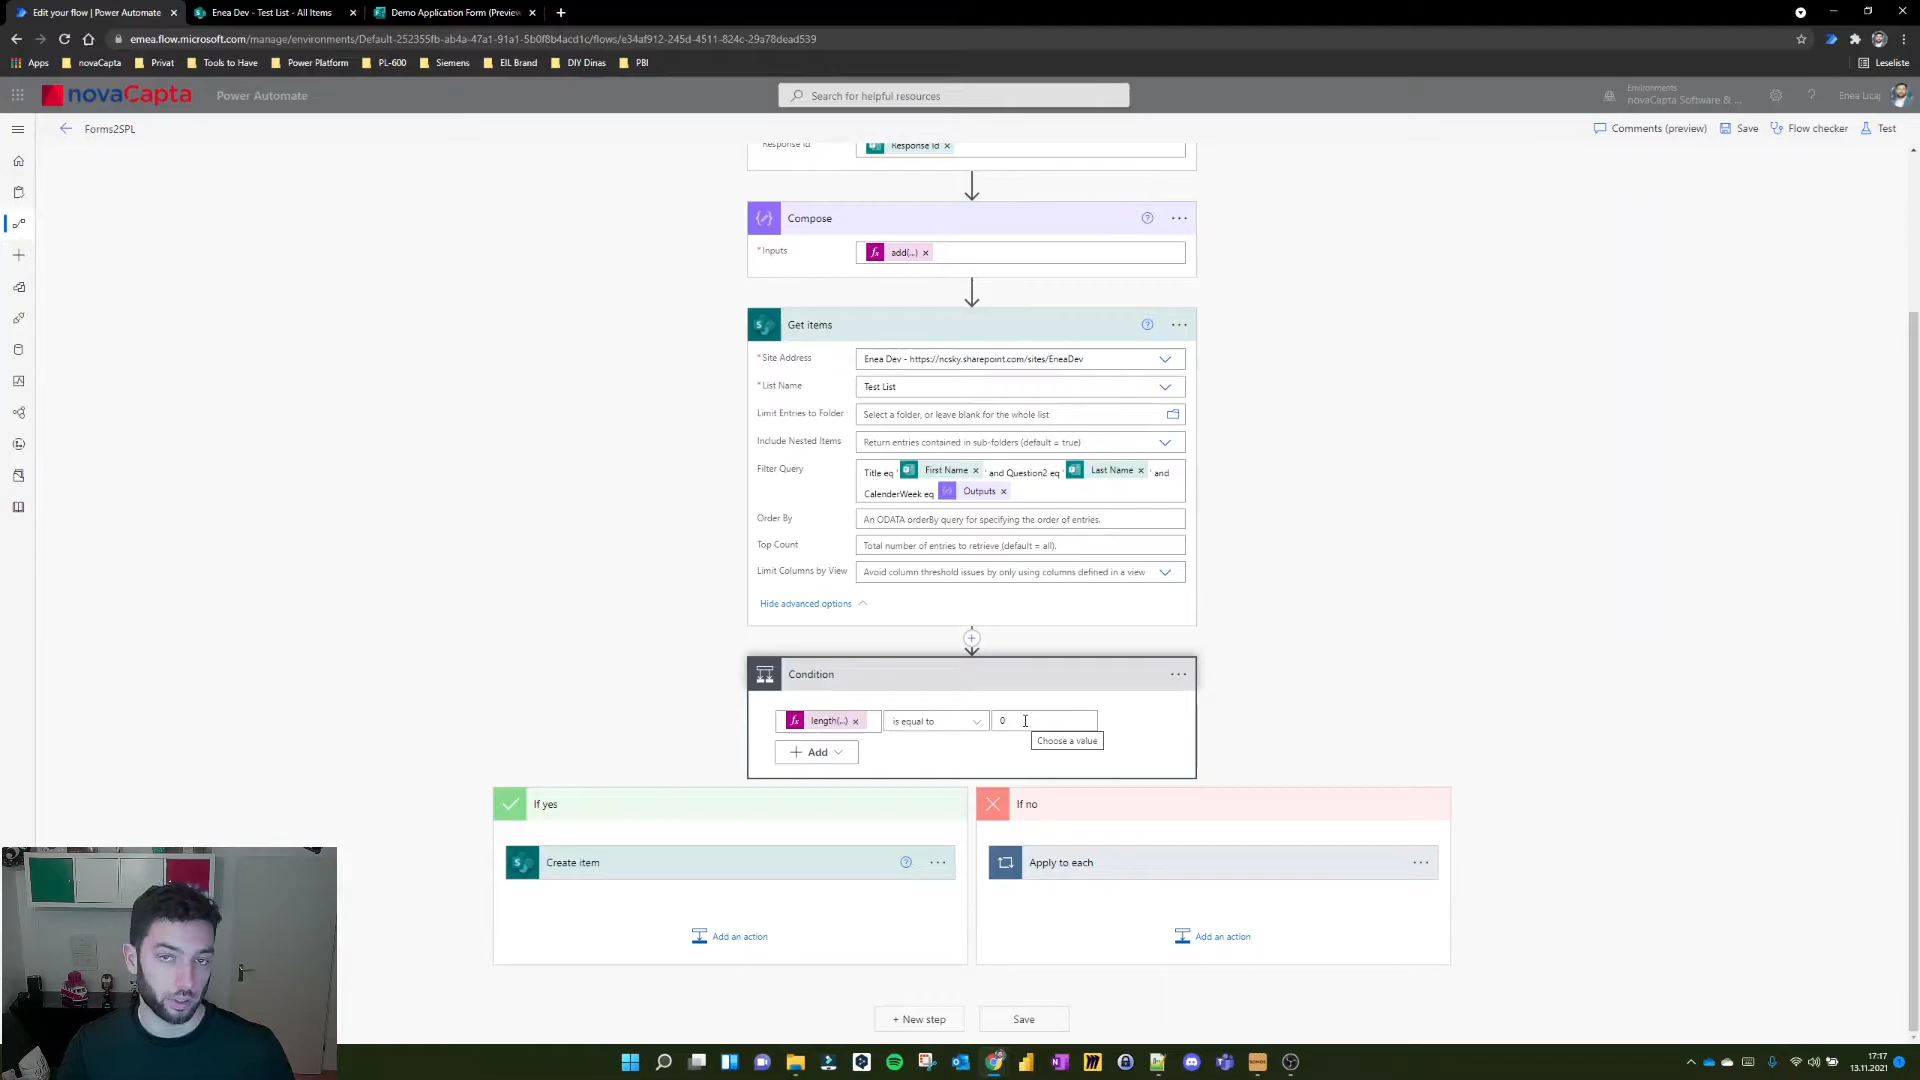 Edit your flow | Power Automate
Enea Dev - Test List - All Items
Demo Application Form (Preview
emea.flow.microsoft.com/manage/environments/Default-252355fb-ab4a-47a1-91a1-5b0f8b4acd1c/flows/e34af912-245d-4511-824c-29a78dead539
Apps
novaCapta
Privat
Tools to Have
Power Platform
PL-600
Siemens
EIL Brand
DIY Dinas
PBI
Leseliste
novaCapta
Power Automate
Search for helpful resources
Environments
novaCapta Software & ...
Enea Licaj
Forms2SPL
Comments (preview)
Save
Flow checker
Test
Response Id
Response Id
Compose
* Inputs
add(...)
Get items
* Site Address
Enea Dev - https://ncsky.sharepoint.com/sites/EneaDev
* List Name
Test List
Limit Entries to Folder
Select a folder, or leave blank for the whole list
Include Nested Items
Return entries contained in sub-folders (default = true)
Filter Query
Title eq ' First Name ' and Question2 eq ' Last Name ' and
CalenderWeek eq Outputs
Order By
An ODATA orderBy query for specifying the order of entries.
Top Count
Total number of entries to retrieve (default = all).
Limit Columns by View
Avoid column threshold issues by only using columns defined in a view
Hide advanced options
Condition
length(...)
is equal to
0
Choose a value
Add
If yes
If no
Create item
Apply to each
Add an action
Add an action
+ New step
Save
17:17
13.11.2021